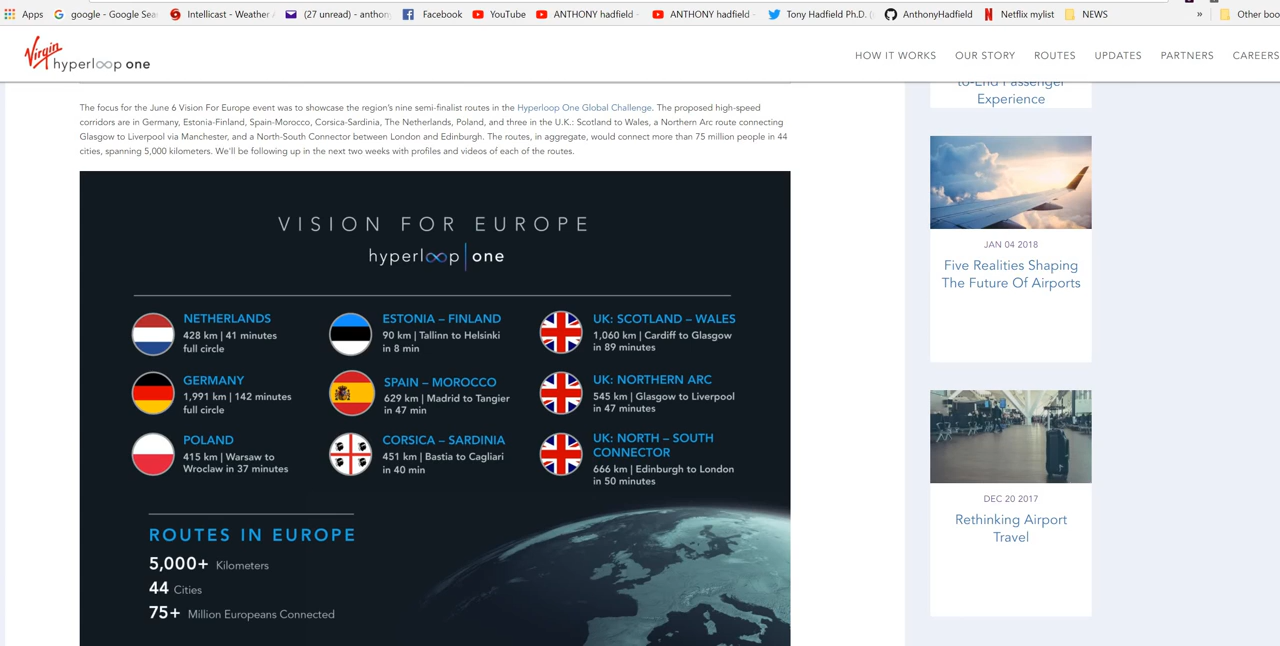 Apps google - Google Sea Intellicast - Weather (27 unread) - anthon Facebook YouTube ANTHONY hadfield ANTHONY hadfield Tony Hadfield Ph.D. ( AnthonyHadfield Netflix mylist NEWS » Other boo
Virgin hyperloop one
HOW IT WORKS OUR STORY ROUTES UPDATES PARTNERS CAREERS
The focus for the June 6 Vision For Europe event was to showcase the region's nine semi-finalist routes in the Hyperloop One Global Challenge. The proposed high-speed
corridors are in Germany, Estonia-Finland, Spain-Morocco, Corsica-Sardinia, The Netherlands, Poland, and three in the U.K.: Scotland to Wales, a Northern Arc route connecting
Glasgow to Liverpool via Manchester, and a North-South Connector between London and Edinburgh. The routes, in aggregate, would connect more than 75 million people in 44
cities, spanning 5,000 kilometers. We'll be following up in the next two weeks with profiles and videos of each of the routes.
VISION FOR EUROPE
hyperloop one
NETHERLANDS
428 km | 41 minutes
full circle
ESTONIA – FINLAND
90 km | Tallinn to Helsinki
in 8 min
UK: SCOTLAND – WALES
1,060 km | Cardiff to Glasgow
in 89 minutes
GERMANY
1,991 km | 142 minutes
full circle
SPAIN – MOROCCO
629 km | Madrid to Tangier
in 47 min
UK: NORTHERN ARC
545 km | Glasgow to Liverpool
in 47 minutes
POLAND
415 km | Warsaw to
Wroclaw in 37 minutes
CORSICA – SARDINIA
451 km | Bastia to Cagliari
in 40 min
UK: NORTH – SOUTH
CONNECTOR
666 km | Edinburgh to London
in 50 minutes
ROUTES IN EUROPE
5,000+ Kilometers
44 Cities
75+ Million Europeans Connected
to-End Passenger
Experience
JAN 04 2018
Five Realities Shaping
The Future Of Airports
DEC 20 2017
Rethinking Airport
Travel